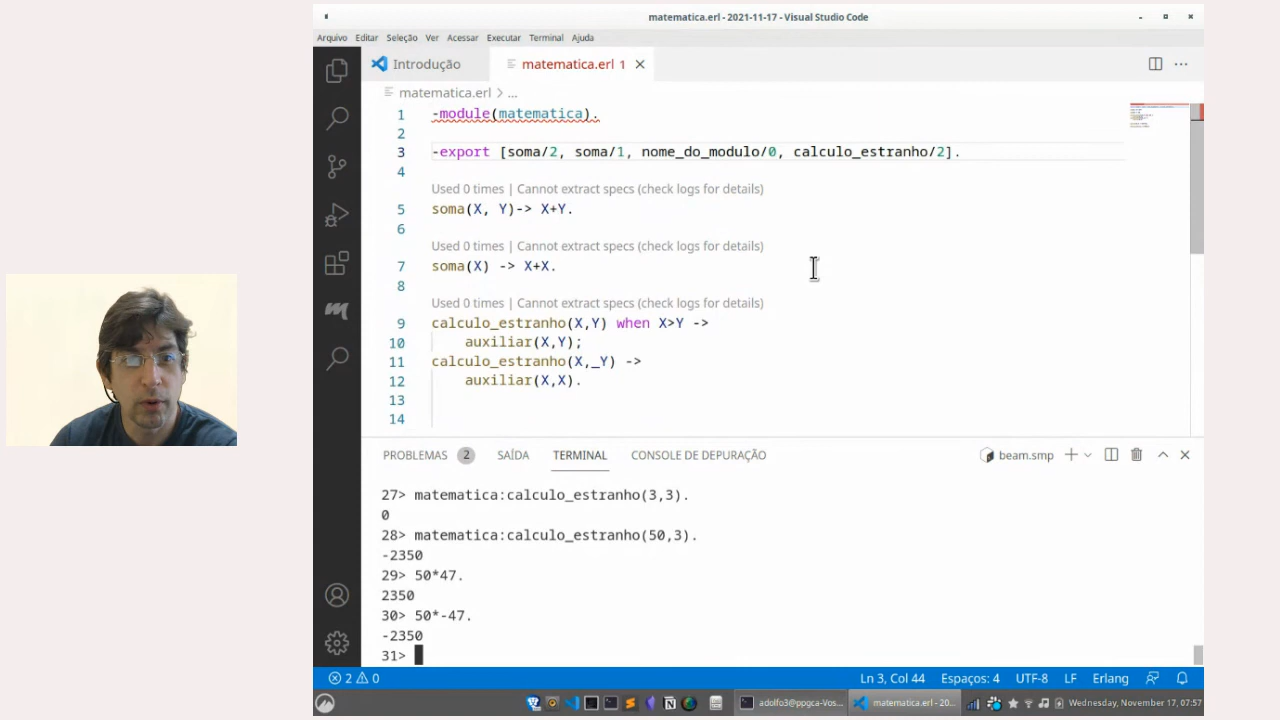 matematica.erl - 2021-11-17 - Visual Studio Code
Arquivo Editar Seleção Ver Acessar Executar Terminal Ajuda
Introdução matematica.erl 1
matematica.erl > ...
1 -module(matematica).
2
3 -export [soma/2, soma/1, nome_do_modulo/0, calculo_estranho/2].
4
Used 0 times | Cannot extract specs (check logs for details)
5 soma(X, Y)-> X+Y.
6
Used 0 times | Cannot extract specs (check logs for details)
7 soma(X) -> X+X.
8
Used 0 times | Cannot extract specs (check logs for details)
9 calculo_estranho(X,Y) when X>Y ->
10 auxiliar(X,Y);
11 calculo_estranho(X,_Y) ->
12 auxiliar(X,X).
13
14
PROBLEMAS 2 SAÍDA TERMINAL CONSOLE DE DEPURAÇÃO beam.smp
27> matematica:calculo_estranho(3,3).
0
28> matematica:calculo_estranho(50,3).
-2350
29> 50*47.
2350
30> 50*-47.
-2350
31>
2 0 Ln 3, Col 44 Espaços: 4 UTF-8 LF Erlang
adolfo3@ppgca-Vos... matematica.erl - 20... Wednesday, November 17, 07:57